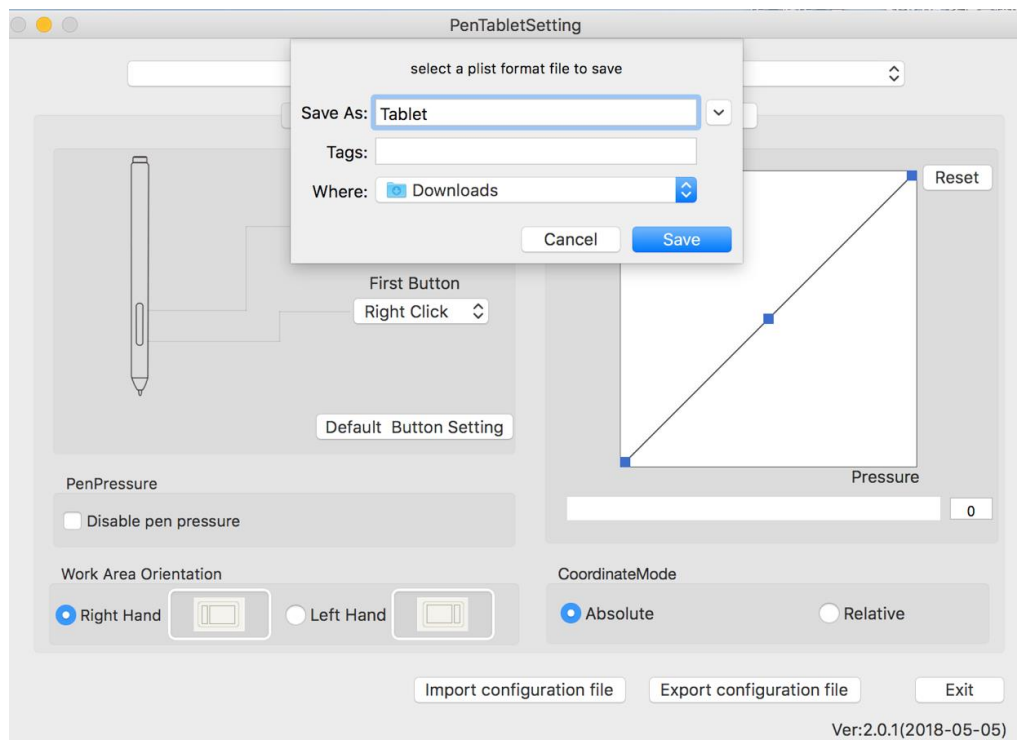 PenTabletSetting
select a plist format file to save
Save As: Tablet
Tags:
Where: Downloads
Cancel Save
Reset
First Button
Right Click
Default Button Setting
Pressure
0
PenPressure
Disable pen pressure
Work Area Orientation
Right Hand Left Hand
CoordinateMode
Absolute Relative
Import configuration file Export configuration file Exit
Ver:2.0.1(2018-05-05)